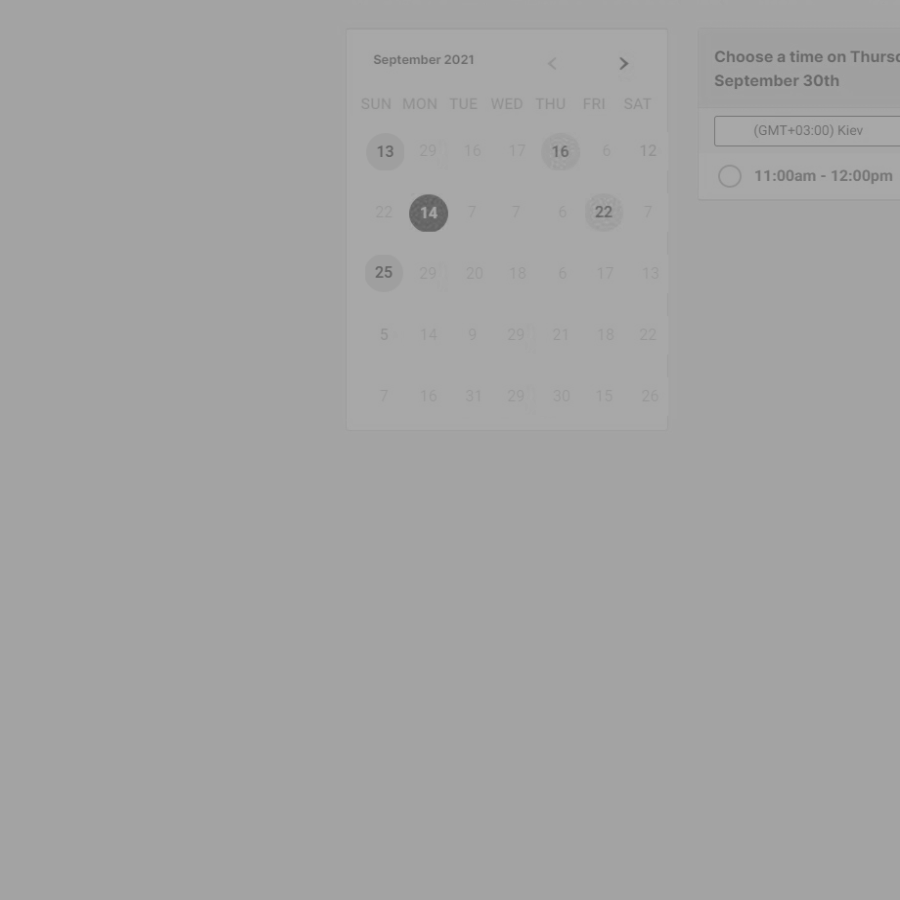 September 2021
SUN MON TUE WED THU FRI SAT
13 29 16 17 16 6 12
22 14 7 7 6 22 7
25 29 20 18 6 17 13
5 14 9 29 21 18 22
7 16 31 29 30 15 26
Choose a time on Thursd
September 30th
(GMT+03:00) Kiev
11:00am - 12:00pm